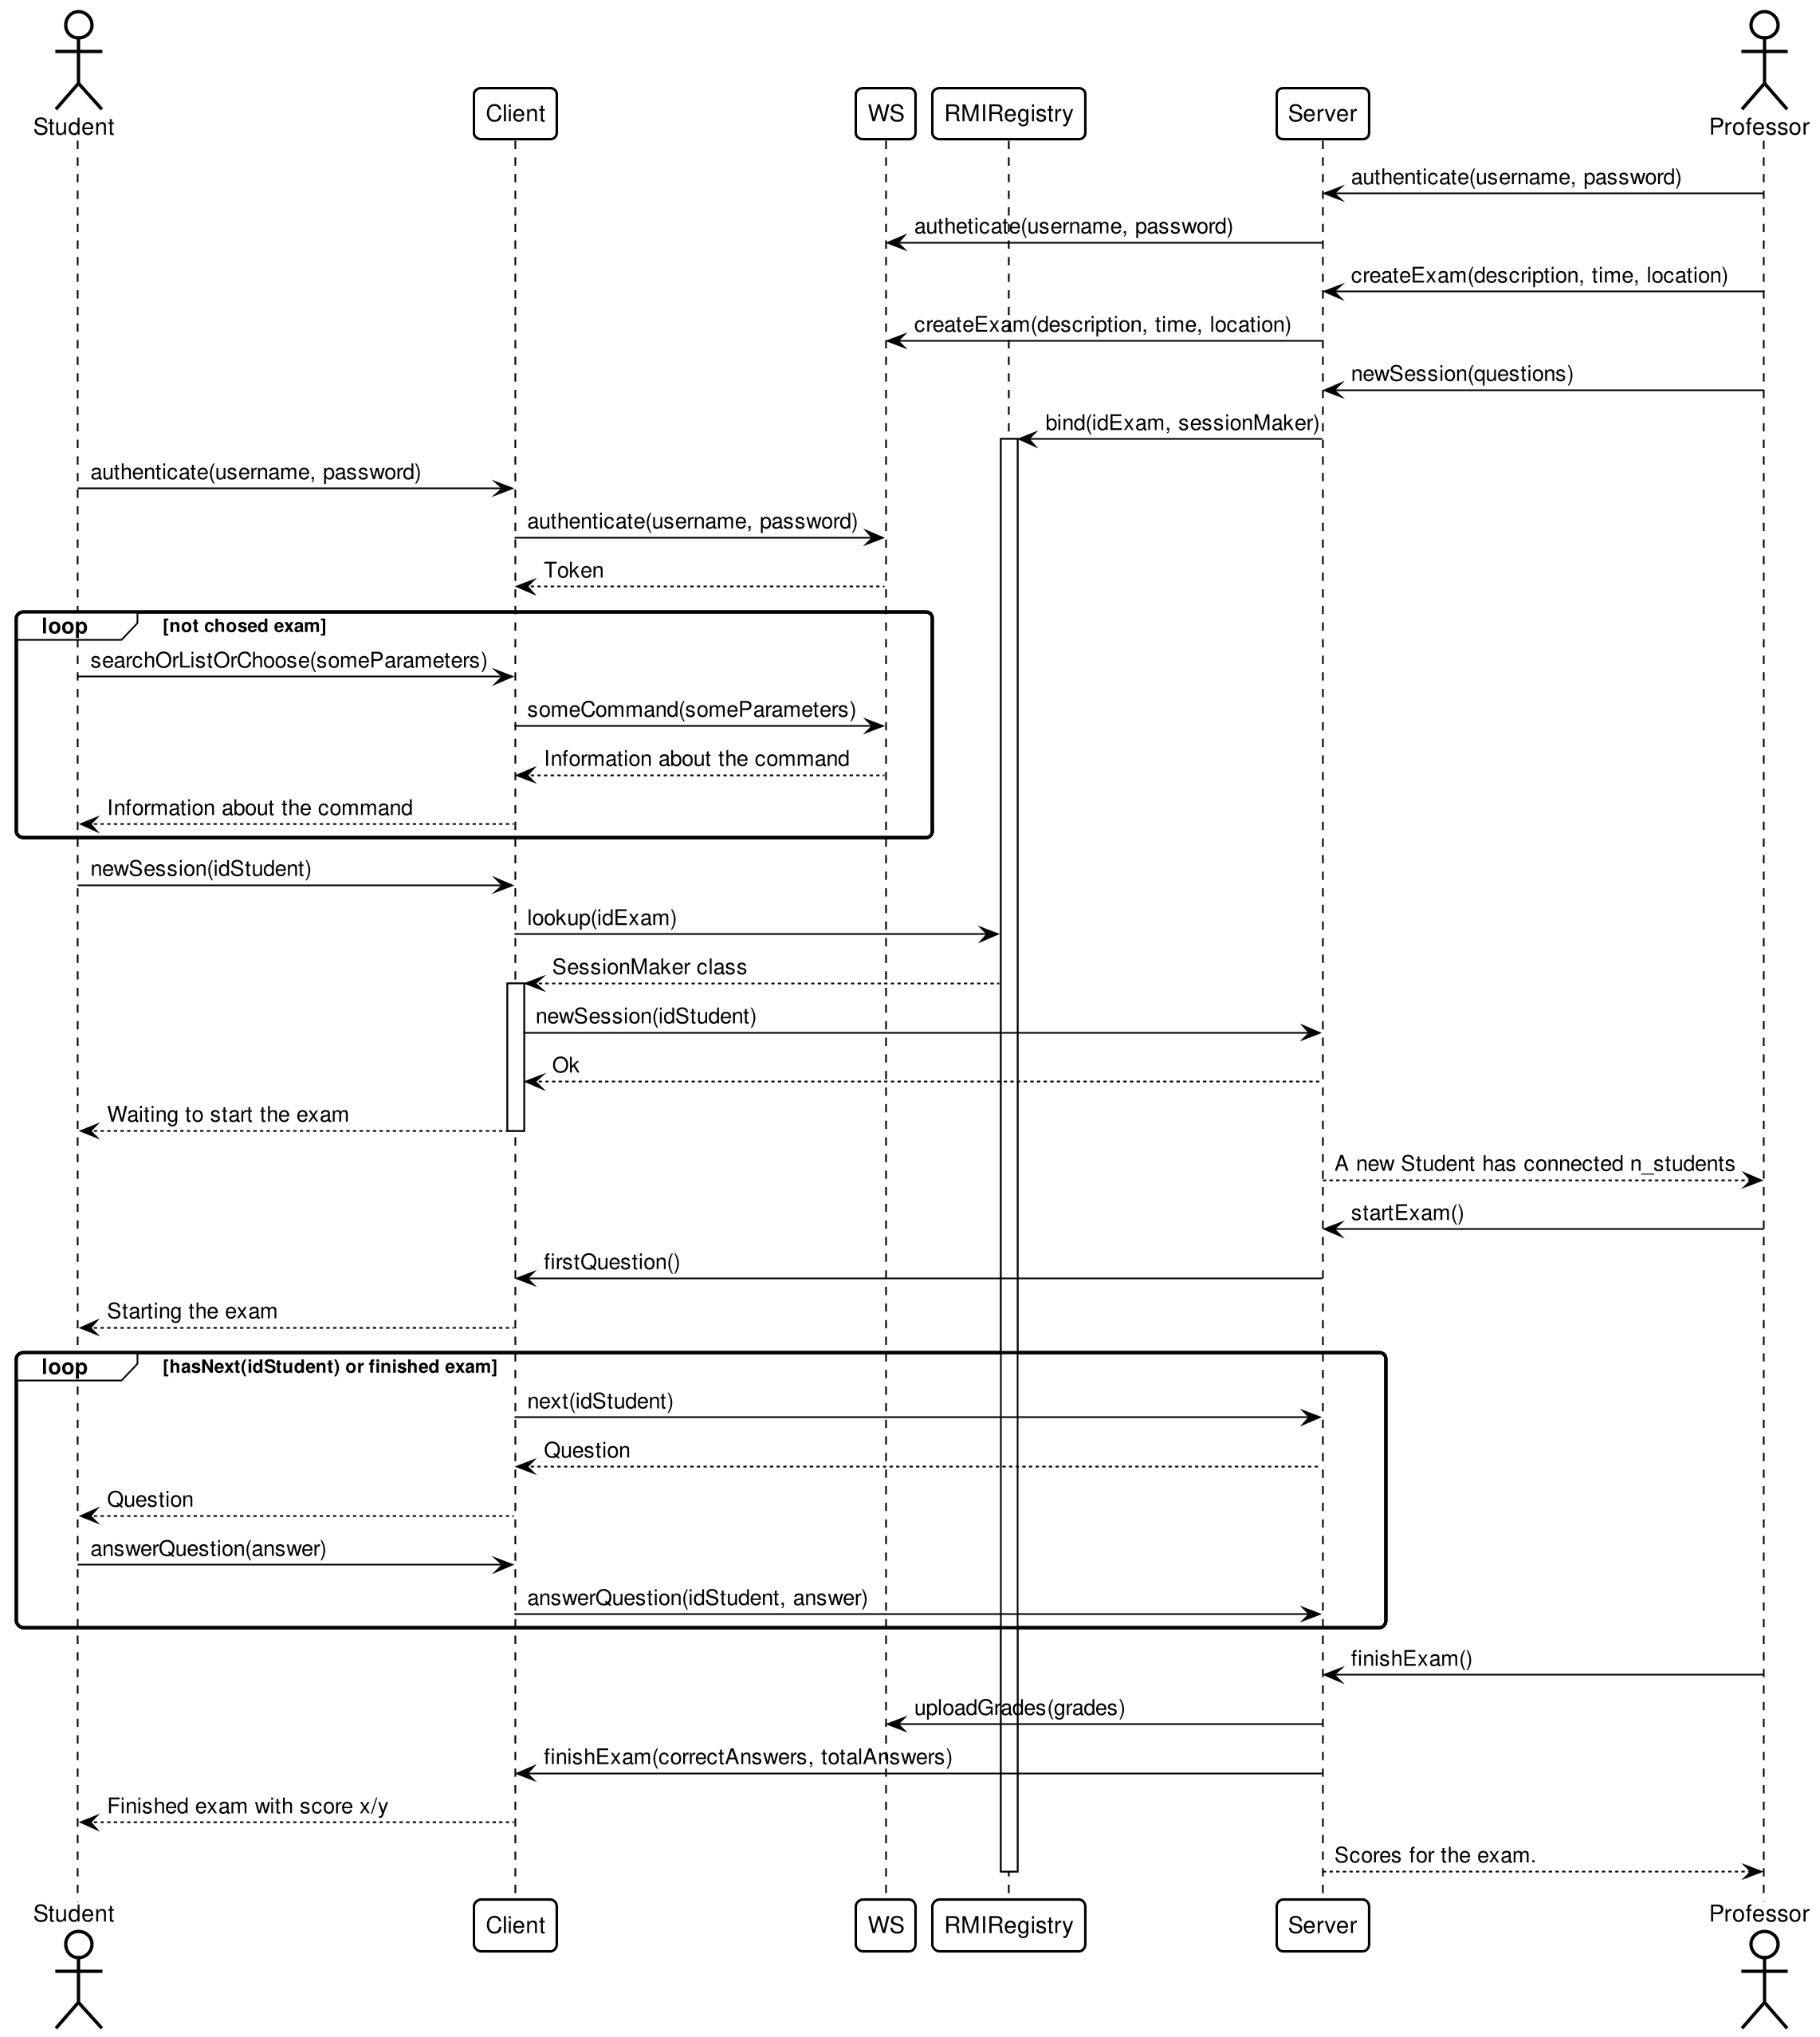 Student
Client
WS
RMIRegistry
Server
Professor
authenticate(username, password)
autheticate(username, password)
createExam(description, time, location)
createExam(description, time, location)
newSession(questions)
bind(idExam, sessionMaker)
authenticate(username, password)
authenticate(username, password)
Token
loop
[not chosed exam]
searchOrListOrChoose(someParameters)
someCommand(someParameters)
Information about the command
Information about the command
newSession(idStudent)
lookup(idExam)
SessionMaker class
newSession(idStudent)
Ok
Waiting to start the exam
A new Student has connected n_students
startExam()
firstQuestion()
Starting the exam
loop
[hasNext(idStudent) or finished exam]
next(idStudent)
Question
Question
answerQuestion(answer)
answerQuestion(idStudent, answer)
finishExam()
uploadGrades(grades)
finishExam(correctAnswers, totalAnswers)
Finished exam with score x/y
Scores for the exam.
Student
Client
WS
RMIRegistry
Server
Professor